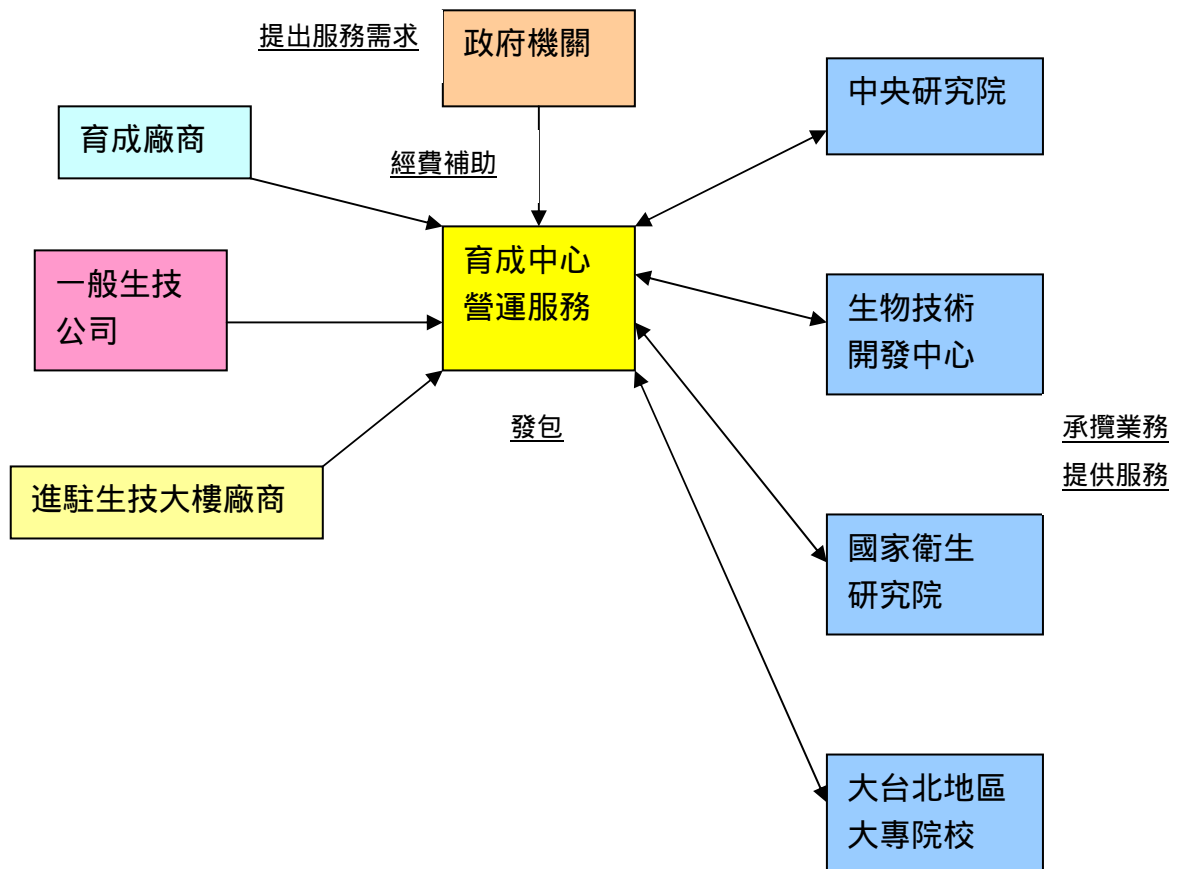 提出服務需求
政府機關
中央研究院
育成廠商
經費補助
育成中心
營運服務
一般生技
公司
生物技術
開發中心
發包
承攬業務
提供服務
進駐生技大樓廠商
國家衛生
研究院
大台北地區
大專院校